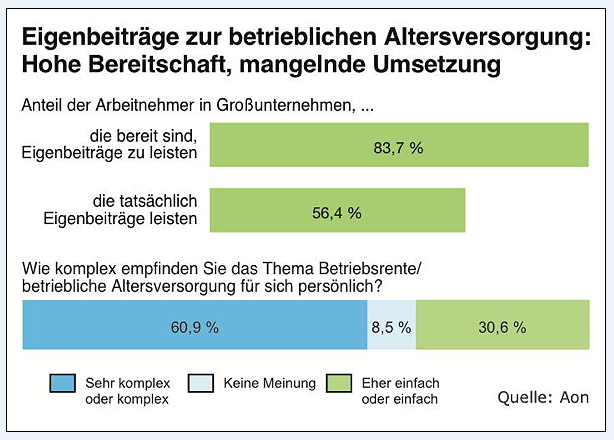 Eigenbeiträge zur betrieblichen Altersversorgung:
Hohe Bereitschaft, mangelnde Umsetzung
Anteil der Arbeitnehmer in Großunternehmen, ...
die bereit sind,
Eigenbeiträge zu leisten
83,7 %
die tatsächlich
Eigenbeiträge leisten
56,4 %
Wie komplex empfinden Sie das Thema Betriebsrente/
betriebliche Altersversorgung für sich persönlich?
60,9 %
8,5 %
30,6 %
Sehr komplex
oder komplex
Keine Meinung
Eher einfach
oder einfach
Quelle: Aon